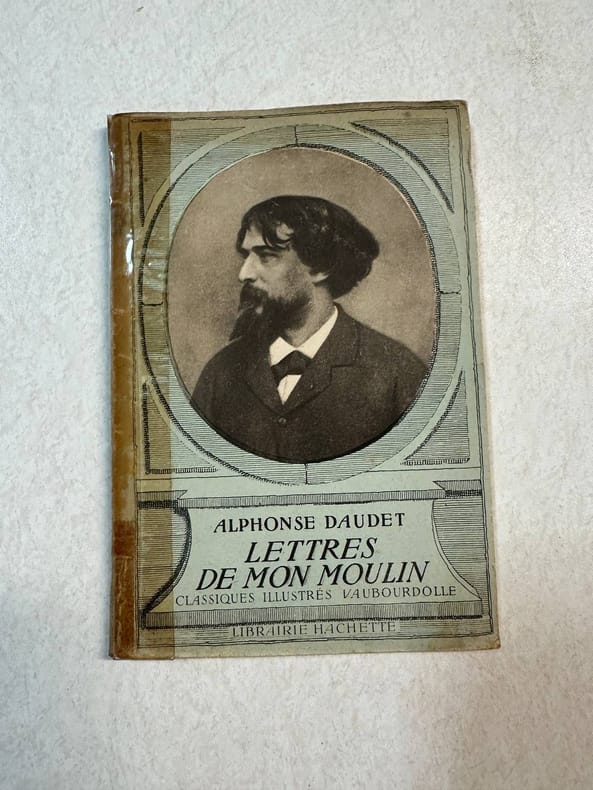 ALPHONSE DAUDET
LETTRES
DE MON MOULIN
CLASSIQUES ILLUSTRÉS VAUBOURDOLLE
LIBRAIRIE HACHETTE